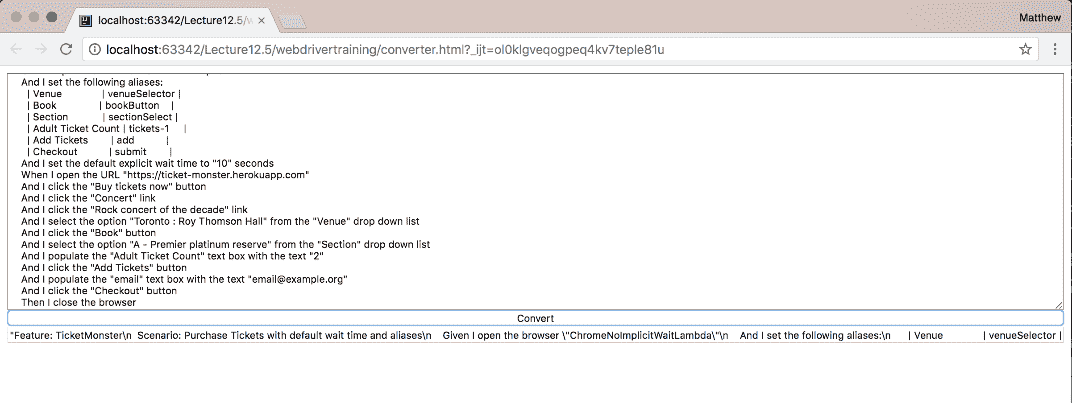 localhost:63342/Lecture12.5/w
Matthew
localhost:63342/Lecture12.5/webdrivertraining/converter.html?_ijt=ol0klgveqogpeq4kv7teple81u
And I set the following aliases:
| Venue | venueSelector |
| Book | bookButton |
| Section | sectionSelect |
| Adult Ticket Count | tickets-1 |
| Add Tickets | add |
| Checkout | submit |
And I set the default explicit wait time to "10" seconds
When I open the URL "https://ticket-monster.herokuapp.com"
And I click the "Buy tickets now" button
And I click the "Concert" link
And I click the "Rock concert of the decade" link
And I select the option "Toronto : Roy Thomson Hall" from the "Venue" drop down list
And I click the "Book" button
And I select the option "A - Premier platinum reserve" from the "Section" drop down list
And I populate the "Adult Ticket Count" text box with the text "2"
And I click the "Add Tickets" button
And I populate the "email" text box with the text "email@example.org"
And I click the "Checkout" button
Then I close the browser
Convert
"Feature: TicketMonster\n Scenario: Purchase Tickets with default wait time and aliases\n Given I open the browser \"ChromeNoImplicitWaitLambda\"\n And I set the following aliases:\n | Venue | venueSelector |